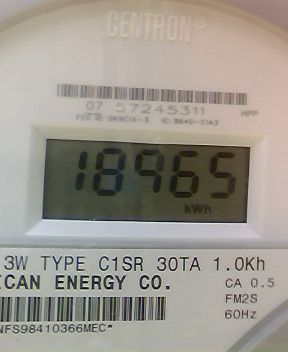 CENTRON®
07 57245311 HPP
18965
kWh
3W TYPE C1SR 30TA 1.0Kh
ICAN ENERGY CO. CA 0.5
FM2S
NFS98410366MEC* 60Hz